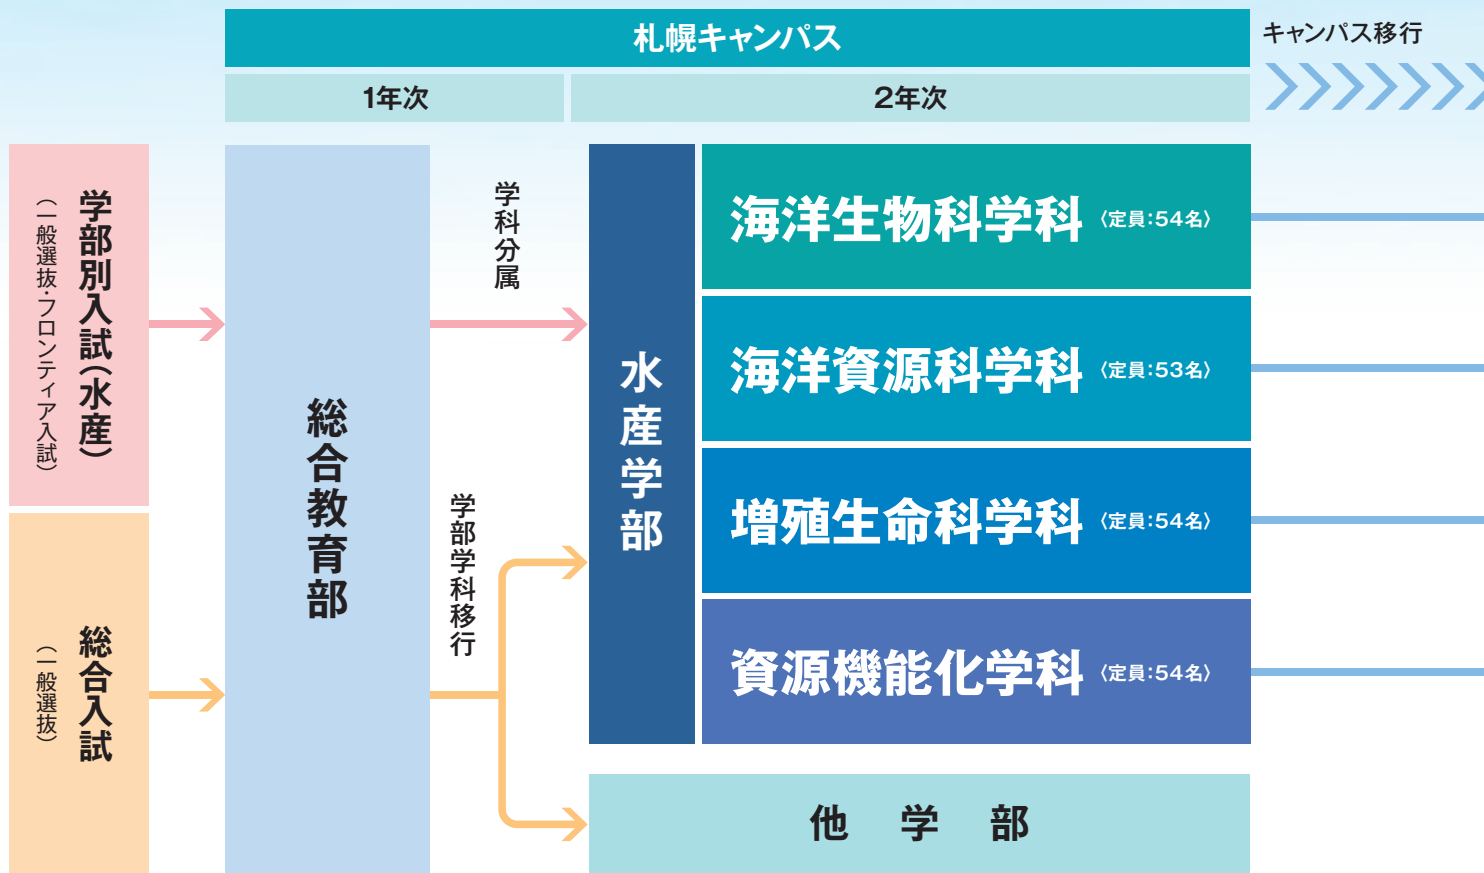 札幌キャンパス
キャンパス移行
1年次
2年次
学部別入試(水産)
(一般選抜・フロンティア入試)
総合入試
(一般選抜)
総合教育部
学科分属
学部学科移行
水産学部
海洋生物科学科〈定員:54名〉
海洋資源科学科〈定員:53名〉
増殖生命科学科〈定員:54名〉
資源機能化学科〈定員:54名〉
他学部